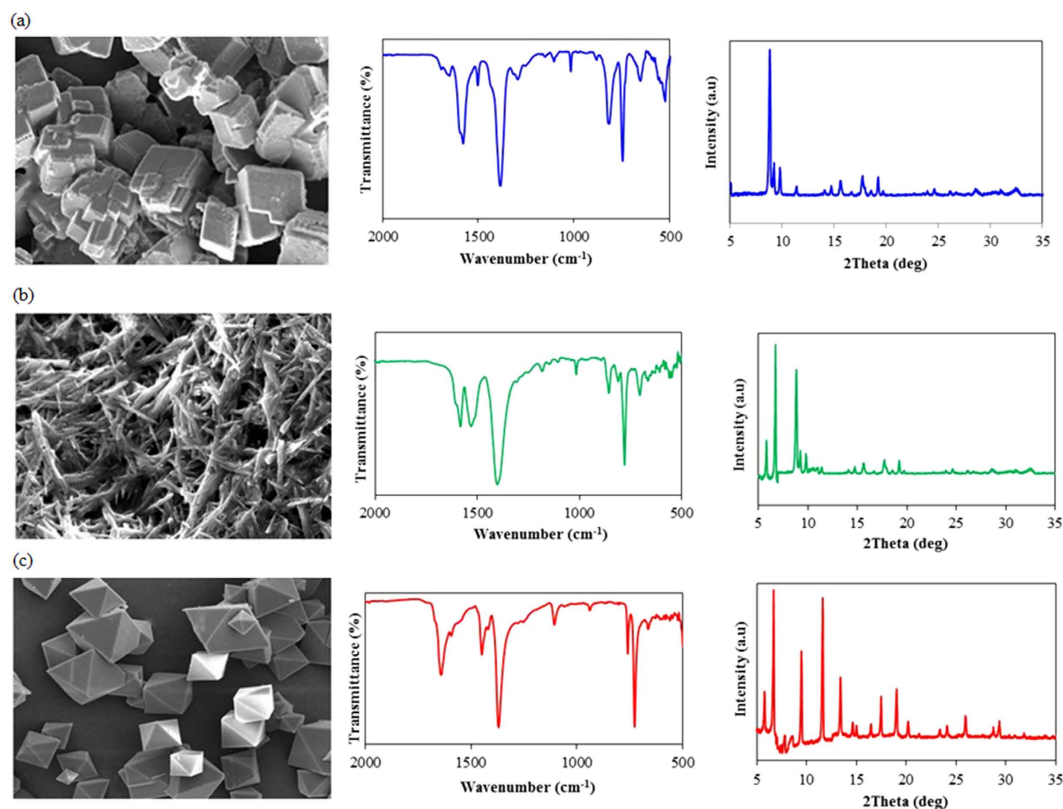 (a)
Transmittance (%)
2000 1500 1000 500
Wavenumber (cm-1)
Intensity (a.u)
5 10 15 20 25 30 35
2Theta (deg)
(b)
Transmittance (%)
2000 1500 1000 500
Wavenumber (cm-1)
Intensity (a.u)
5 10 15 20 25 30 35
2Theta (deg)
(c)
Transmittance (%)
2000 1500 1000 500
Wavenumber (cm-1)
Intensity (a.u)
5 10 15 20 25 30 35
2Theta (deg)